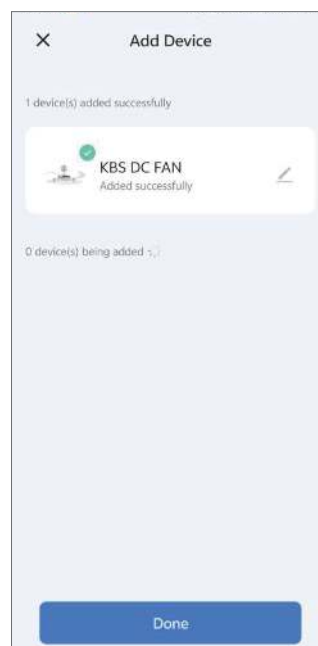 Add Device
1 device(s) added successfully
KBS DC FAN
Added successfully
0 device(s) being added
Done